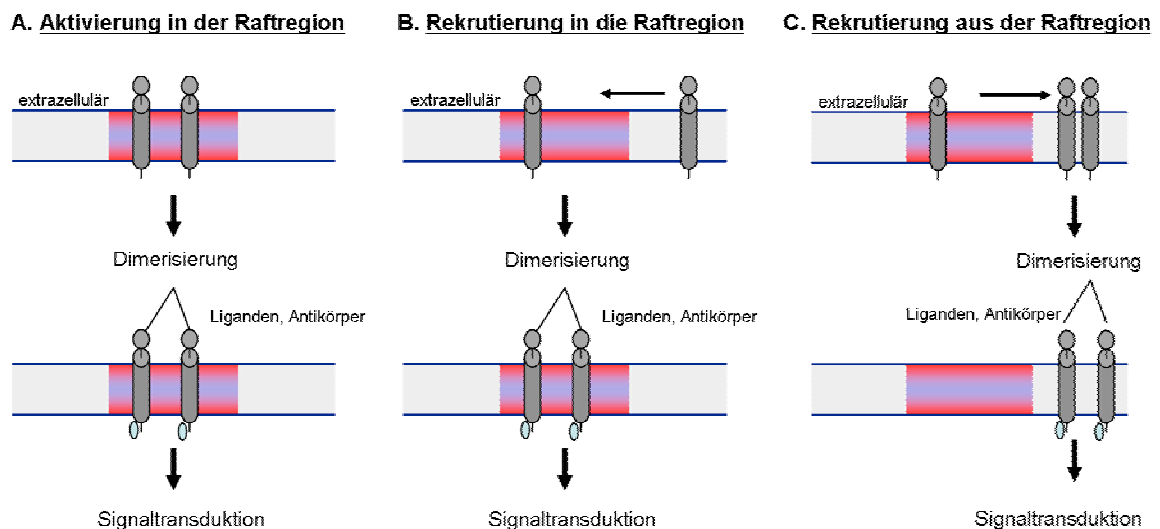 A. Aktivierung in der Raftregion
extrazellulär
Dimerisierung
Liganden, Antikörper
Signaltransduktion
B. Rekrutierung in die Raftregion
extrazellulär
Dimerisierung
Liganden, Antikörper
Signaltransduktion
C. Rekrutierung aus der Raftregion
extrazellulär
Dimerisierung
Liganden, Antikörper
Signaltransduktion